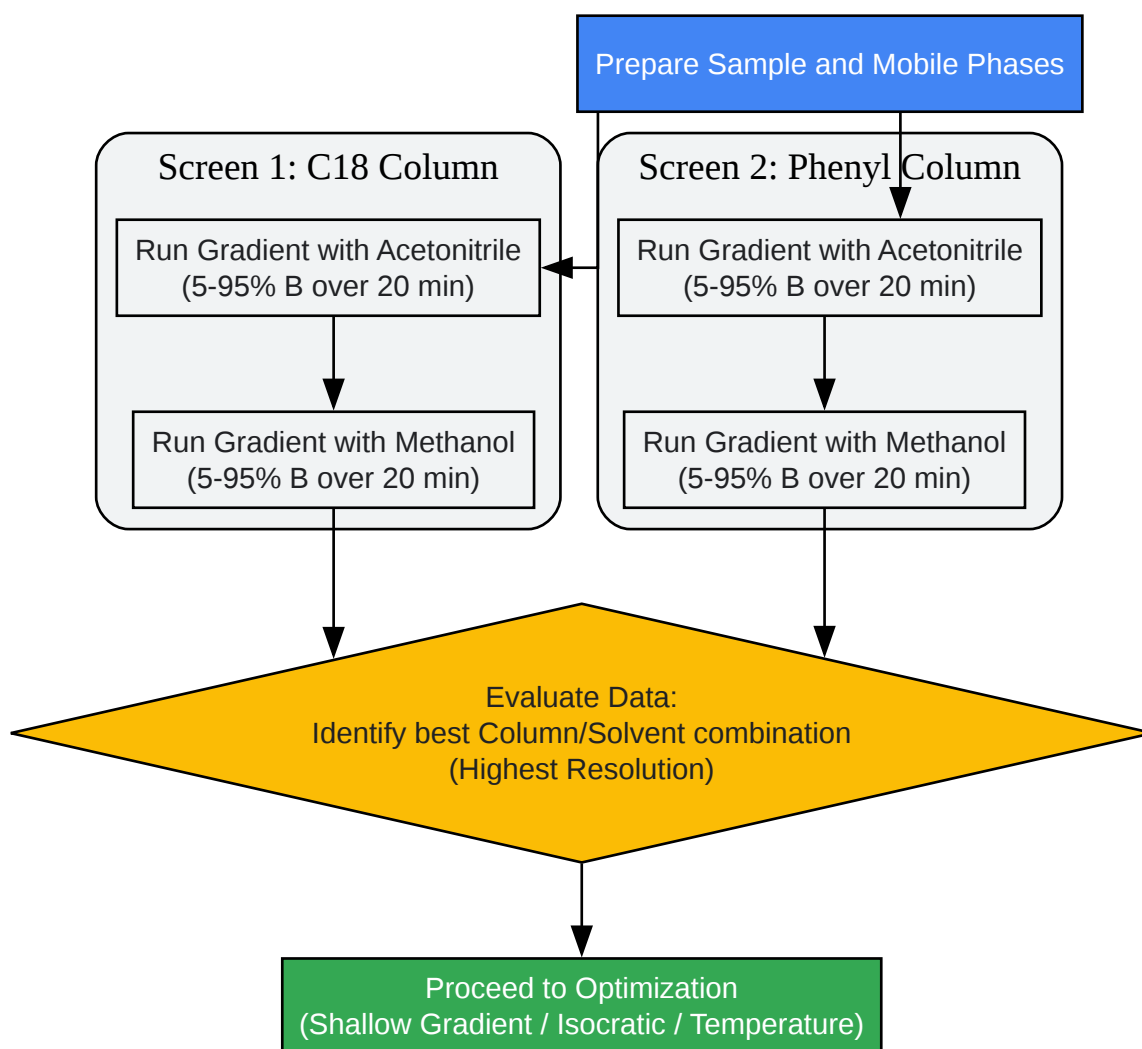 Prepare Sample and Mobile Phases
Screen 1: C18 Column
Run Gradient with Acetonitrile
(5-95% B over 20 min)
Run Gradient with Methanol
(5-95% B over 20 min)
Screen 2: Phenyl Column
Run Gradient with Acetonitrile
(5-95% B over 20 min)
Run Gradient with Methanol
(5-95% B over 20 min)
Evaluate Data:
Identify best Column/Solvent combination
(Highest Resolution)
Proceed to Optimization
(Shallow Gradient / Isocratic / Temperature)